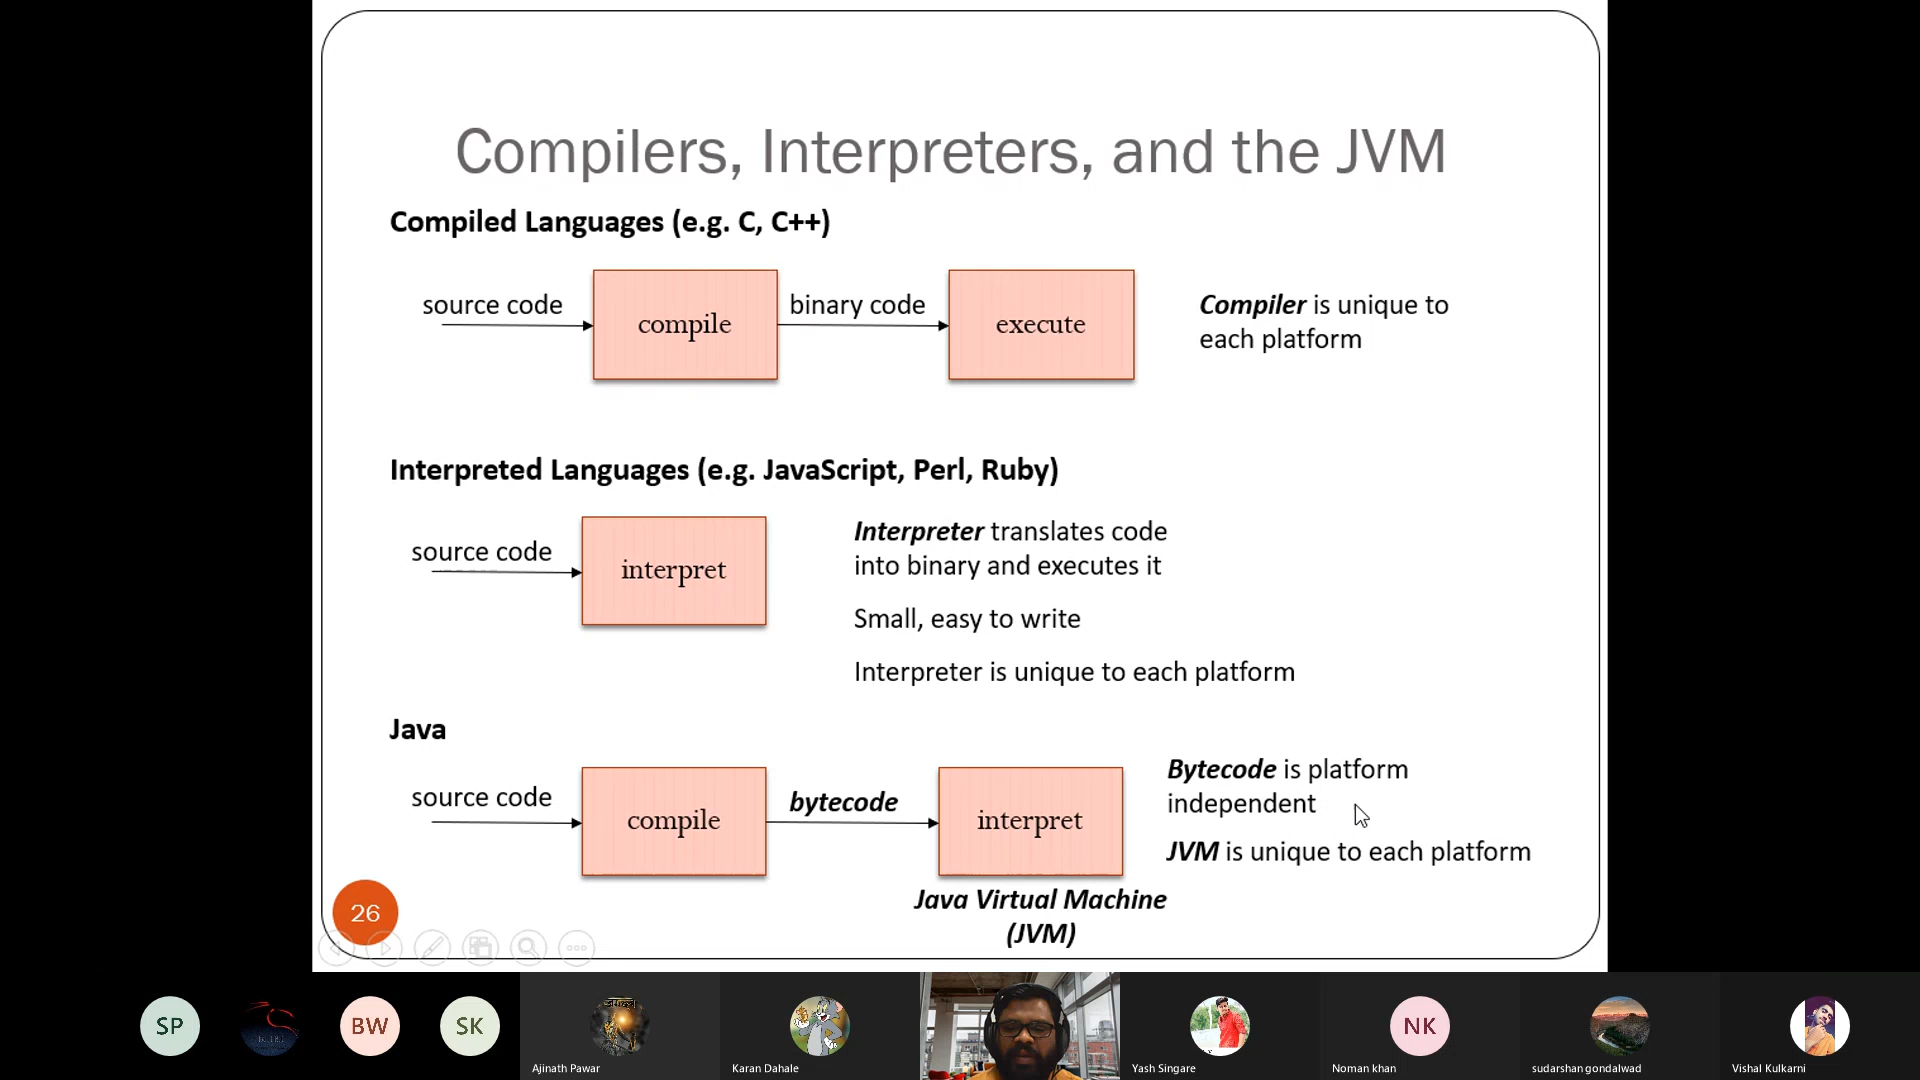 Compilers, Interpreters, and the JVM
Compiled Languages (e.g. C, C++)
source code
compile
binary code
execute
Compiler is unique to
each platform
Interpreted Languages (e.g. JavaScript, Perl, Ruby)
source code
interpret
Interpreter translates code
into binary and executes it
Small, easy to write
Interpreter is unique to each platform
Java
source code
compile
bytecode
interpret
Bytecode is platform
independent
JVM is unique to each platform
Java Virtual Machine
(JVM)
26
SP
BW
SK
NK
Ajinath Pawar
Karan Dahale
Yash Singare
Noman khan
sudarshan gondalwad
Vishal Kulkarni